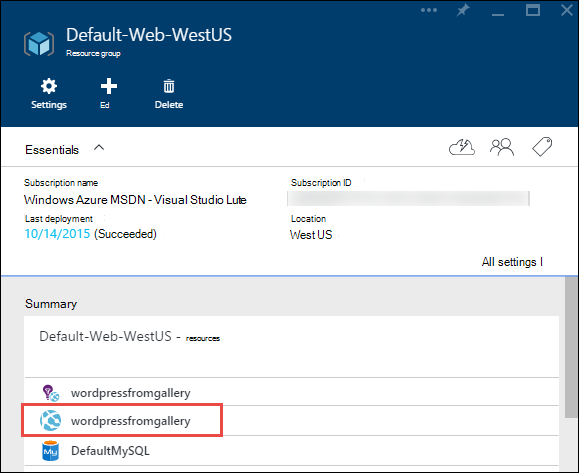 Default-Web-WestUS
Resource group
Settings
Ed
Delete
Essentials
Subscription name
Subscription ID
Windows Azure MSDN - Visual Studio Lute
Last deployment
Location
10/14/2015 (Succeeded)
West US
All settings I
Summary
Default-Web-WestUS - resources
wordpressfromgallery
wordpressfromgallery
My
DefaultMySQL